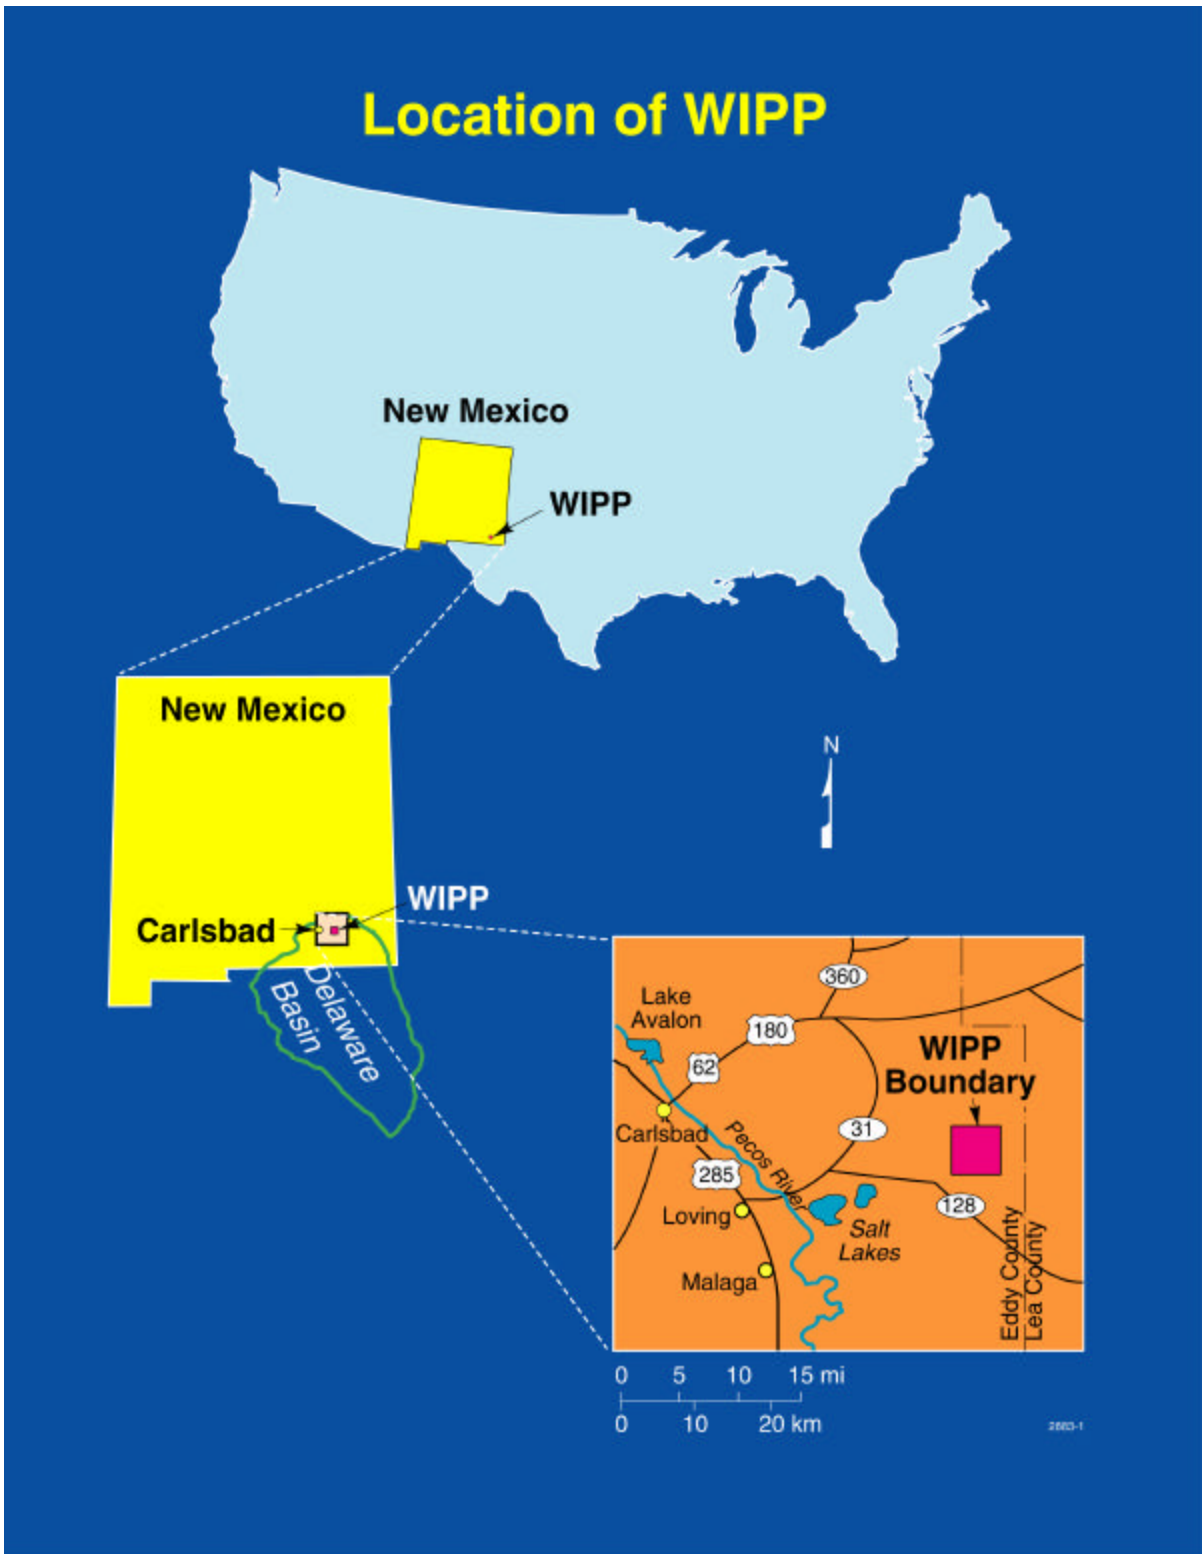 Location of WIPP
New Mexico
WIPP
New Mexico
N
WIPP
Carlsbad
Delaware
Basin
360
Lake
Avalon
180
WIPP
Boundary
62
Carlsbad
Pecos River
31
285
128
Loving
Salt
Lakes
Malaga
Eddy County
Lea County
0 5 10 15 mi
0 10 20 km
2883-1